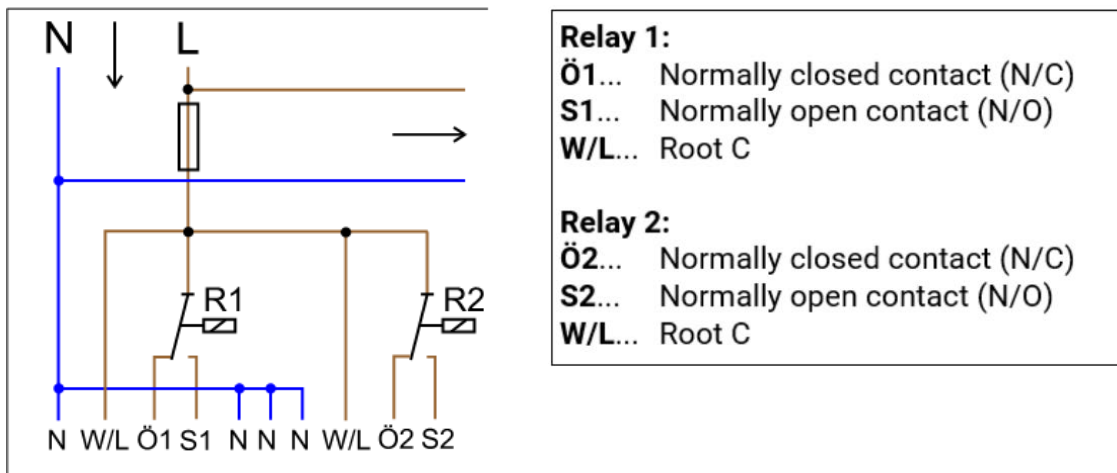 N L
R1 R2
N W/L Ö1 S1 N N N W/L Ö2 S2
Relay 1:
Ö1... Normally closed contact (N/C)
S1... Normally open contact (N/O)
W/L... Root C
Relay 2:
Ö2... Normally closed contact (N/C)
S2... Normally open contact (N/O)
W/L... Root C